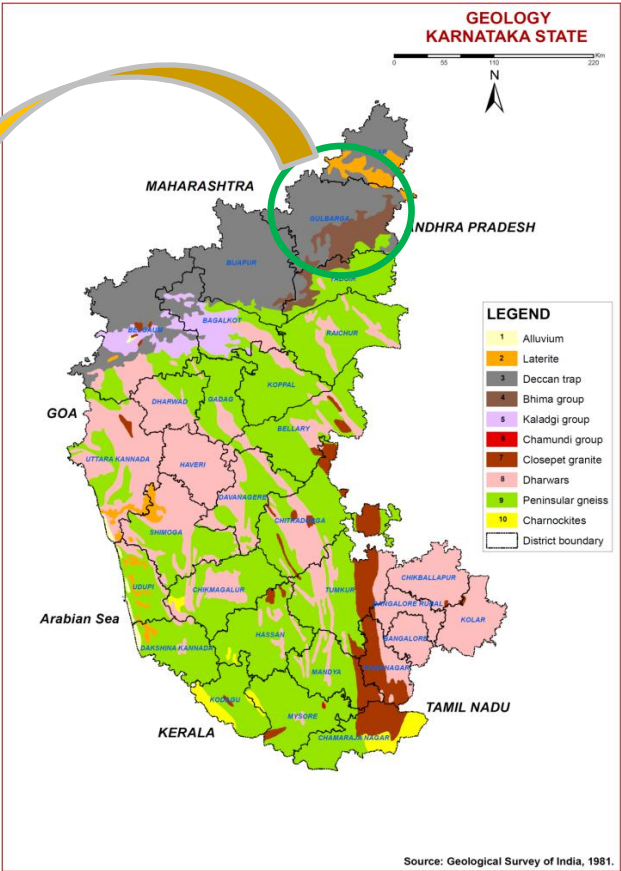 GEOLOGY
KARNATAKA STATE
Km
0 55 110 220
N
MAHARASHTRA
GULBARGA
NDHRA PRADESH
BIJAPUR
YADGIR
BAGALKOT
BELGAUM
RAICHUR
LEGEND
1 Alluvium
2 Laterite
3 Deccan trap
4 Bhima group
5 Kaladgi group
6 Chamundi group
7 Closepet granite
8 Dharwars
9 Peninsular gneiss
10 Charnockites
District boundary
GOA
DHARWAD
GADAG
KOPPAL
BELLARY
UTTARA KANNADA
HAVERI
DAVANAGERE
CHITRADURGA
SHIMOGA
CHIKBALLAPUR
UDUPI
CHIKMAGALUR
TUMKUR
BANGALORE RURAL
KOLAR
Arabian Sea
HASSAN
BANGALORE
DAKSHINA KANNADA
MANDYA
RAMNAGAR
KODAGU
MYSORE
TAMIL NADU
KERALA
CHAMARAJA NAGAR
Source: Geological Survey of India, 1981.